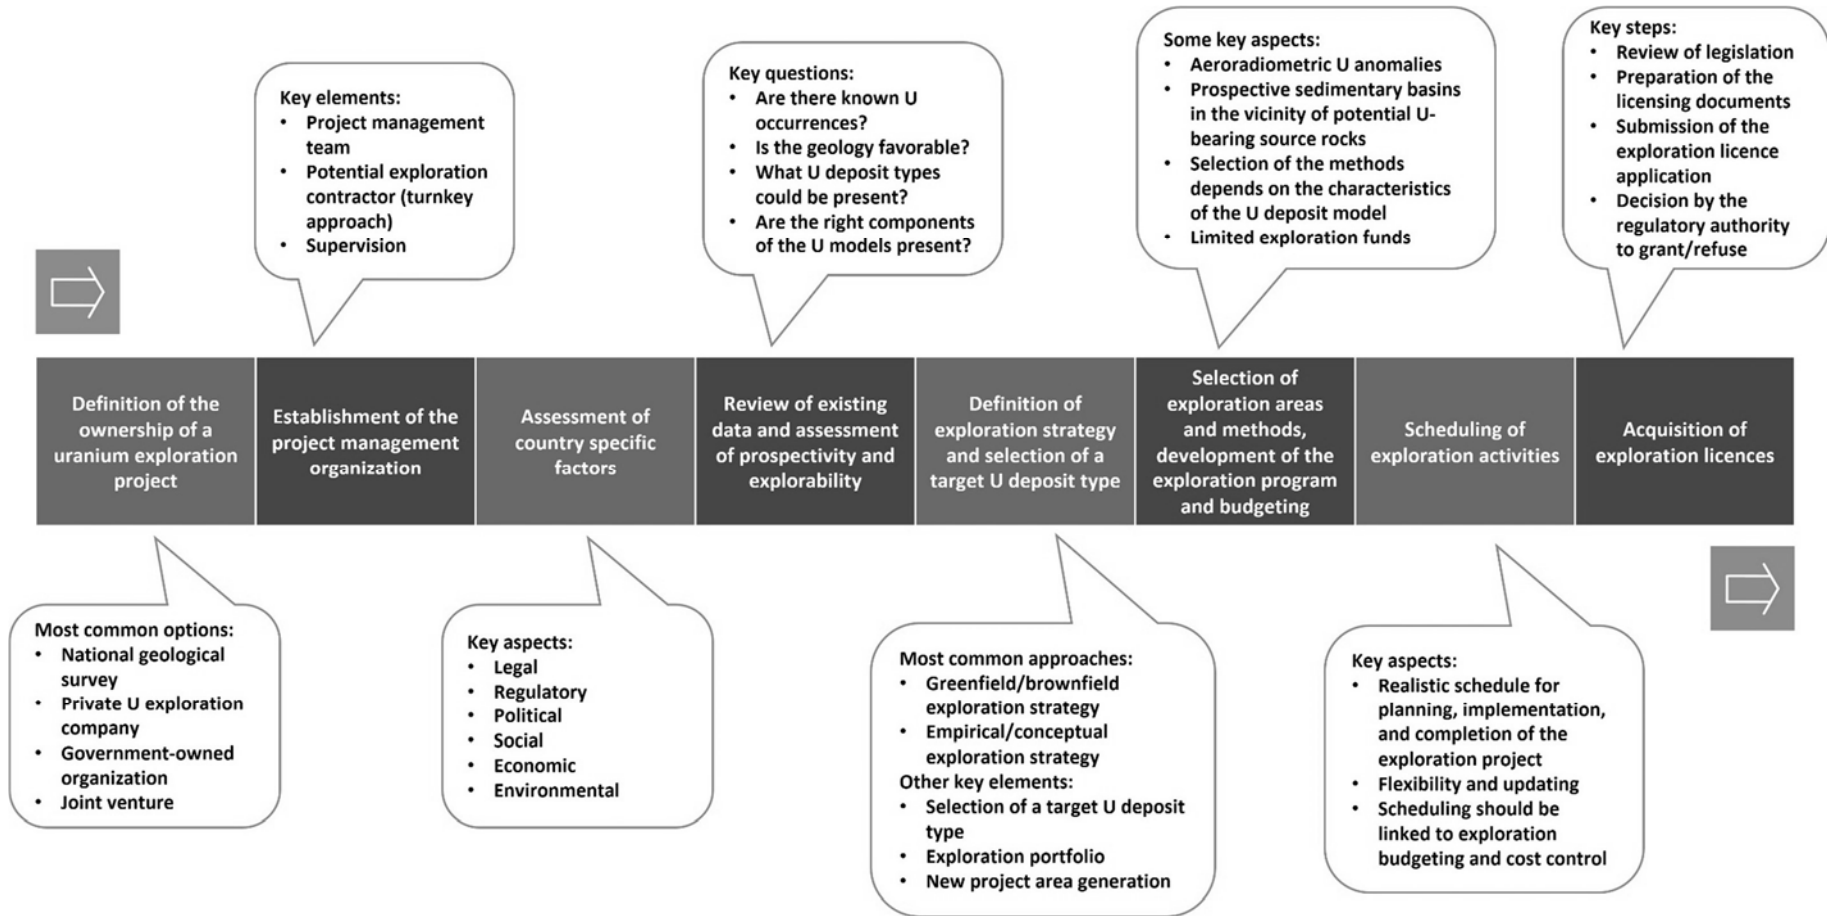 Key elements:
• Project management
team
• Potential exploration
contractor (turnkey
approach)
• Supervision
Key questions:
• Are there known U
occurrences?
• Is the geology favorable?
• What U deposit types
could be present?
• Are the right components
of the U models present?
Some key aspects:
• Aeroradiometric U anomalies
• Prospective sedimentary basins
in the vicinity of potential U-
bearing source rocks
• Selection of the methods
depends on the characteristics
of the U deposit model
• Limited exploration funds
Key steps:
• Review of legislation
• Preparation of the
licensing documents
• Submission of the
exploration licence
application
• Decision by the
regulatory authority
to grant/refuse
Definition of the
ownership of a
uranium exploration
project
Establishment of the
project management
organization
Assessment of
country specific
factors
Review of existing
data and assessment
of prospectivity and
explorability
Definition of
exploration strategy
and selection of a
target U deposit type
Selection of
exploration areas
and methods,
development of the
exploration program
and budgeting
Scheduling of
exploration activities
Acquisition of
exploration licences
Most common options:
• National geological
survey
• Private U exploration
company
• Government-owned
organization
• Joint venture
Key aspects:
• Legal
• Regulatory
• Political
• Social
• Economic
• Environmental
Most common approaches:
• Greenfield/brownfield
exploration strategy
• Empirical/conceptual
exploration strategy
Other key elements:
• Selection of a target U deposit
type
• Exploration portfolio
• New project area generation
Key aspects:
• Realistic schedule for
planning, implementation,
and completion of the
exploration project
• Flexibility and updating
• Scheduling should be
linked to exploration
budgeting and cost control